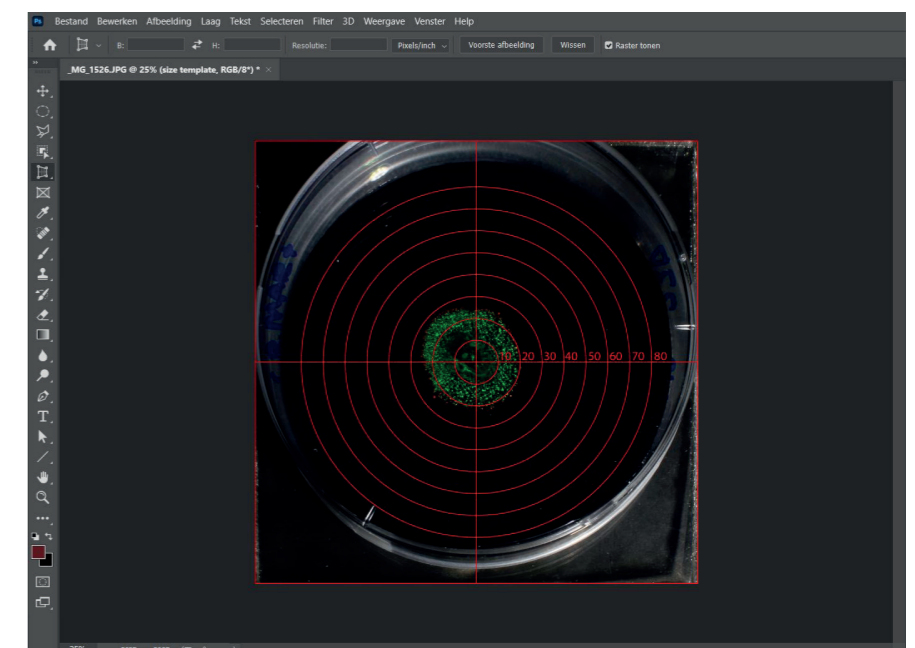 Ps Bestand Bewerken Afbeelding Laag Tekst Selecteren Filter 3D Weergave Venster Help
B: H: Resolutie: Pixels/inch Voorste afbeelding Wissen Raster tonen
_MG_1526.JPG @ 25% (size template, RGB/8*) * ×
10 20 30 40 50 60 70 80